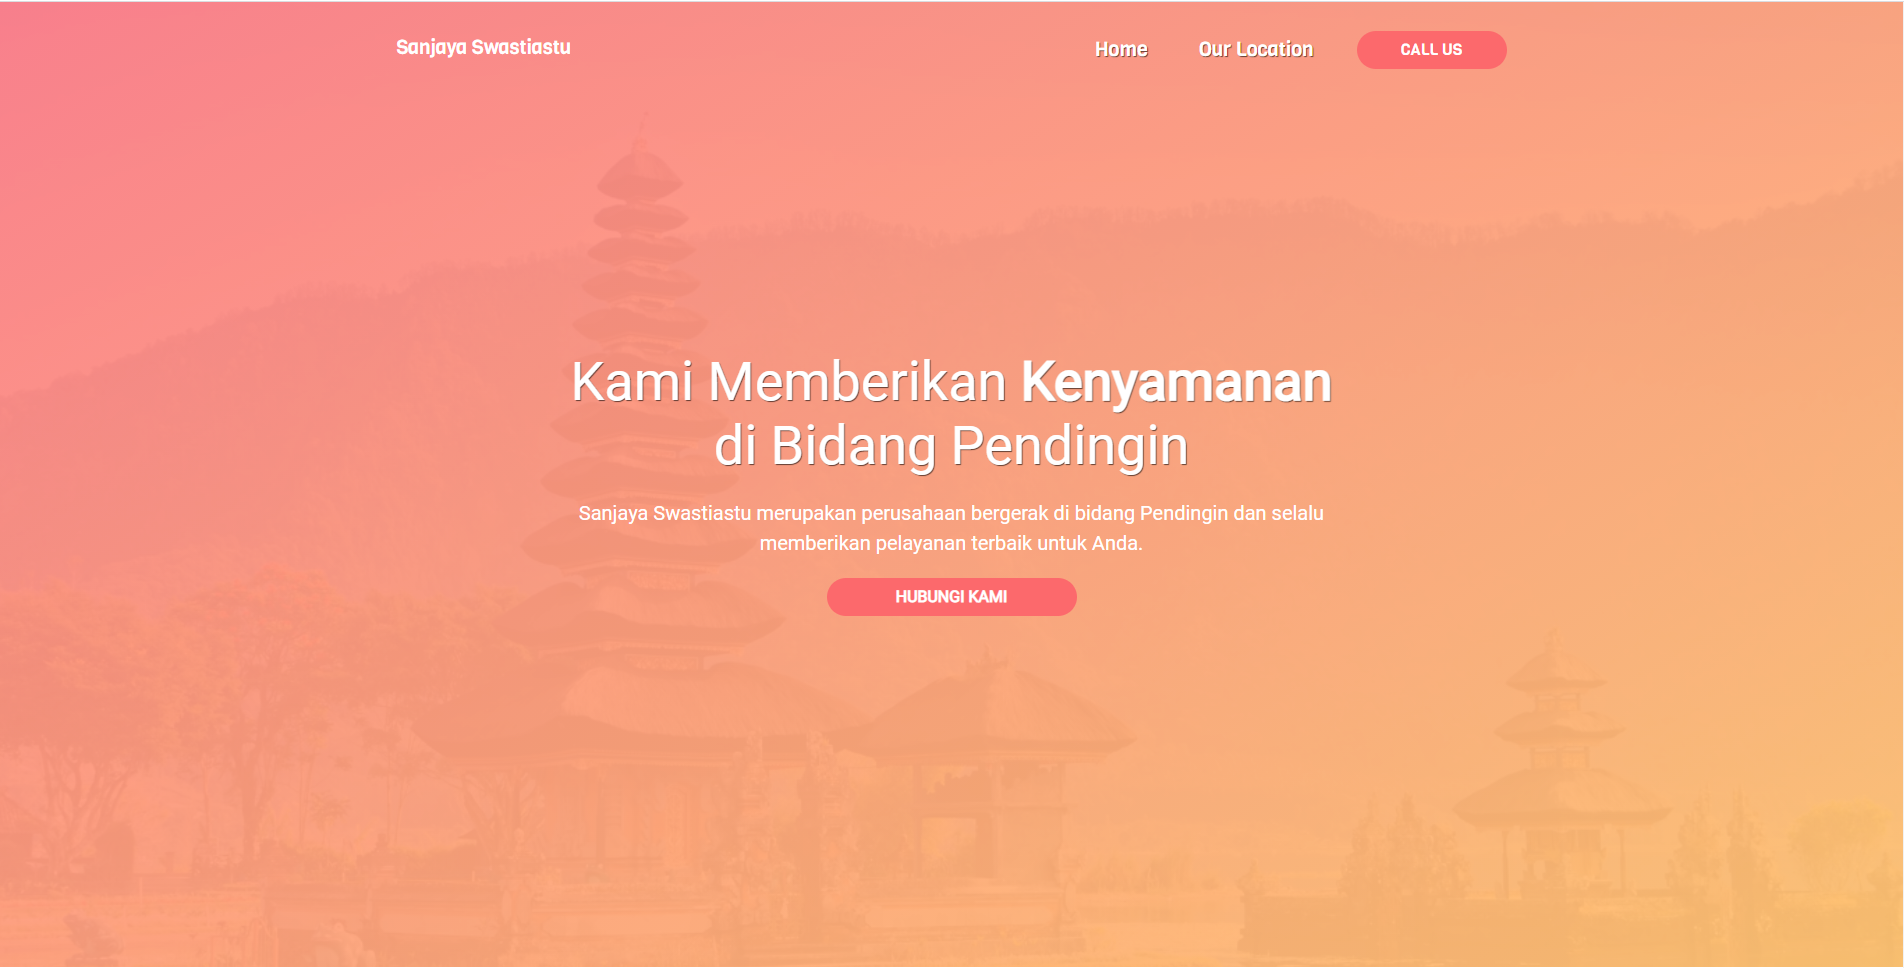 Sanjaya Swastiastu
Home
Our Location
CALL US
Kami Memberikan Kenyamanan
di Bidang Pendingin
Sanjaya Swastiastu merupakan perusahaan bergerak di bidang Pendingin dan selalu
memberikan pelayanan terbaik untuk Anda.
HUBUNGI KAMI